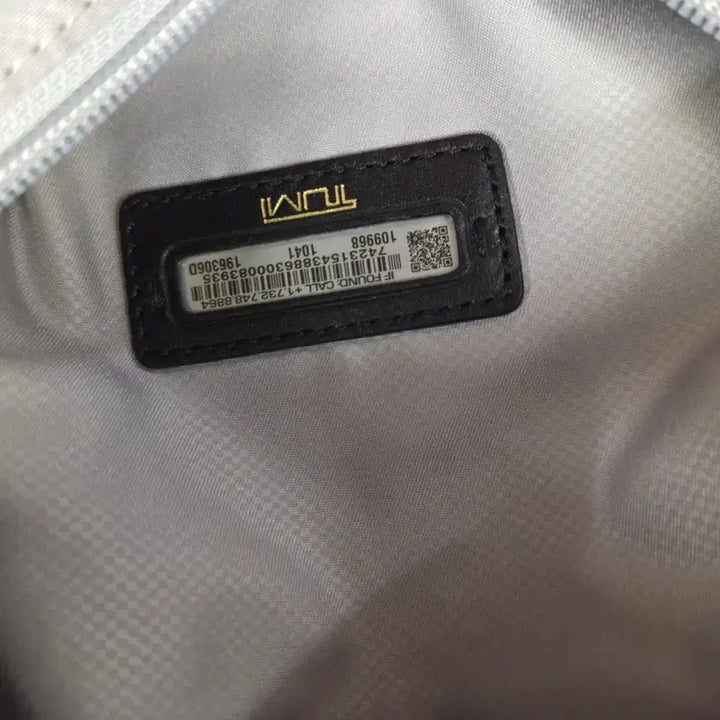 TUMI
IF FOUND: CALL +1.732.748.8864
74231543886300083935
109968 1041 196306D